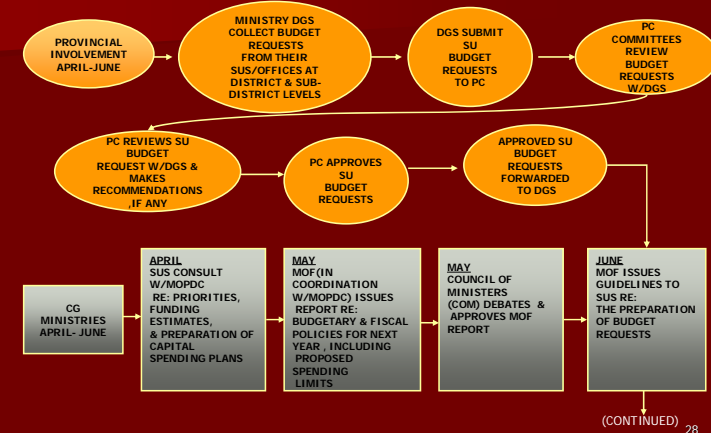 PROVINCIAL
INVOLVEMENT
APRIL-JUNE
MINISTRY DGS
COLLECT BUDGET
REQUESTS
FROM THEIR
SUS/OFFICES AT
DISTRICT & SUB-
DISTRICT LEVELS
DGS SUBMIT
SU
BUDGET
REQUESTS
TO PC
PC
COMMITTEES
REVIEW
BUDGET
REQUESTS
W/DGS
PC REVIEWS SU
BUDGET
REQUEST W/DGS &
MAKES
RECOMMENDATIONS
,IF ANY
PC APPROVES
SU
BUDGET
REQUESTS
APPROVED SU
BUDGET
REQUESTS
FORWARDED
TO DGS
CG
MINISTRIES
APRIL- JUNE
APRIL
SUS CONSULT
W/MOPDC
RE: PRIORITIES,
FUNDING
ESTIMATES,
& PREPARATION OF
CAPITAL
SPENDING PLANS
MAY
MOF(IN
COORDINATION
W/MOPDC) ISSUES
REPORT RE:
BUDGETARY & FISCAL
POLICIES FOR NEXT
YEAR , INCLUDING
PROPOSED
SPENDING
LIMITS
MAY
COUNCIL OF
MINISTERS
(COM) DEBATES &
APPROVES MOF
REPORT
JUNE
MOF ISSUES
GUIDELINES TO
SUS RE:
THE PREPARATION
OF BUDGET
REQUESTS
(CONTINUED)
28